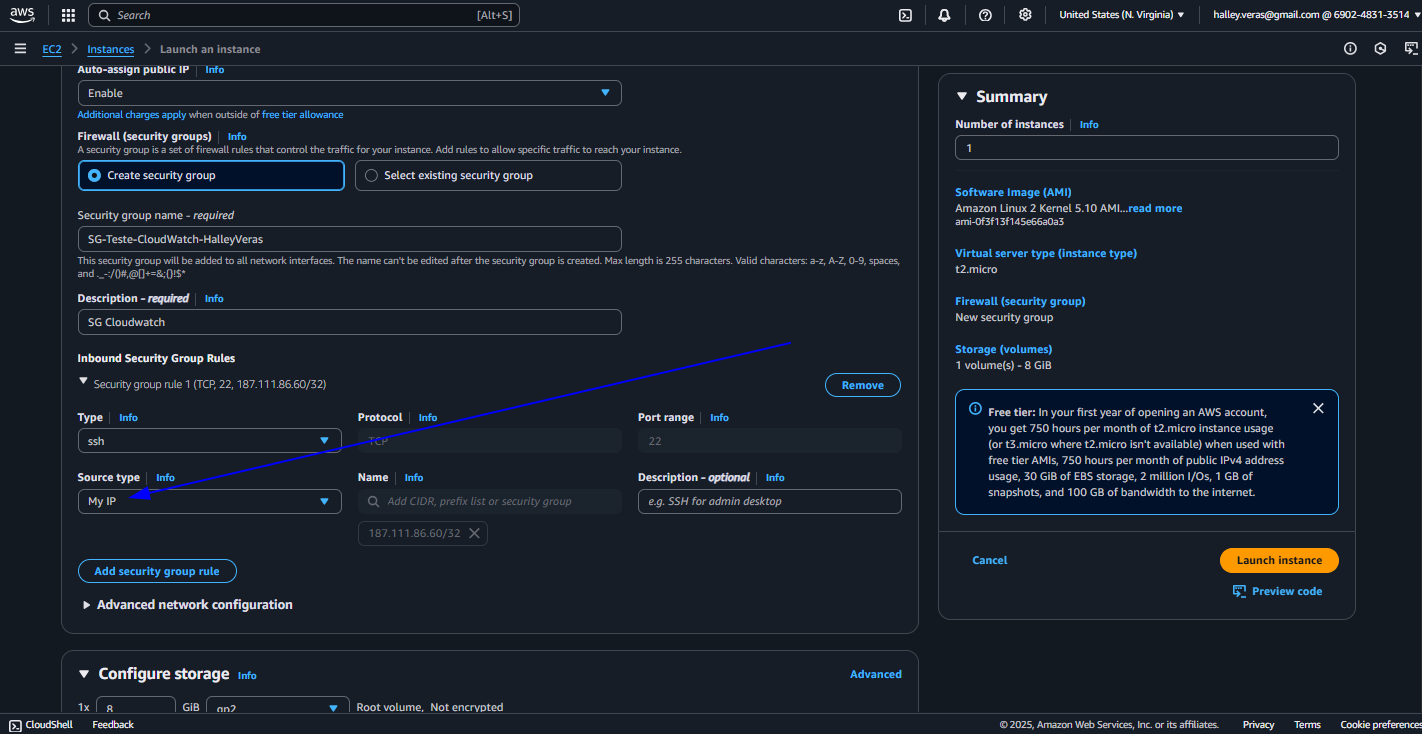 aws
Search [Alt+S]
United States (N. Virginia)
halley.veras@gmail.com @ 6902-4831-3514
EC2 > Instances > Launch an instance
Auto-assign public IP | Info
Enable
Additional charges apply when outside of free tier allowance
Firewall (security groups) | Info
A security group is a set of firewall rules that control the traffic for your instance. Add rules to allow specific traffic to reach your instance.
Create security group
Select existing security group
Security group name - required
SG-Teste-CloudWatch-HalleyVeras
This security group will be added to all network interfaces. The name can't be edited after the security group is created. Max length is 255 characters. Valid characters: a-z, A-Z, 0-9, spaces,
and ._-:/()#,@[]+=&;{}!$*
Description - required | Info
SG Cloudwatch
Inbound Security Group Rules
Security group rule 1 (TCP, 22, 187.111.86.60/32)
Remove
Type | Info
Protocol | Info
Port range | Info
ssh
TCP
22
Source type | Info
Name | Info
Description - optional | Info
My IP
Add CIDR, prefix list or security group
e.g. SSH for admin desktop
187.111.86.60/32
Add security group rule
Advanced network configuration
Configure storage Info
Advanced
1x 8 GiB gp2 Root volume, Not encrypted
Summary
Number of instances | Info
1
Software Image (AMI)
Amazon Linux 2 Kernel 5.10 AMI...read more
ami-0f3f13f145e66a0a3
Virtual server type (instance type)
t2.micro
Firewall (security group)
New security group
Storage (volumes)
1 volume(s) - 8 GiB
Free tier: In your first year of opening an AWS account,
you get 750 hours per month of t2.micro instance usage
(or t3.micro where t2.micro isn't available) when used with
free tier AMIs, 750 hours per month of public IPv4 address
usage, 30 GiB of EBS storage, 2 million I/Os, 1 GB of
snapshots, and 100 GB of bandwidth to the internet.
Cancel
Launch instance
Preview code
CloudShell
Feedback
© 2025, Amazon Web Services, Inc. or its affiliates.
Privacy
Terms
Cookie preferences